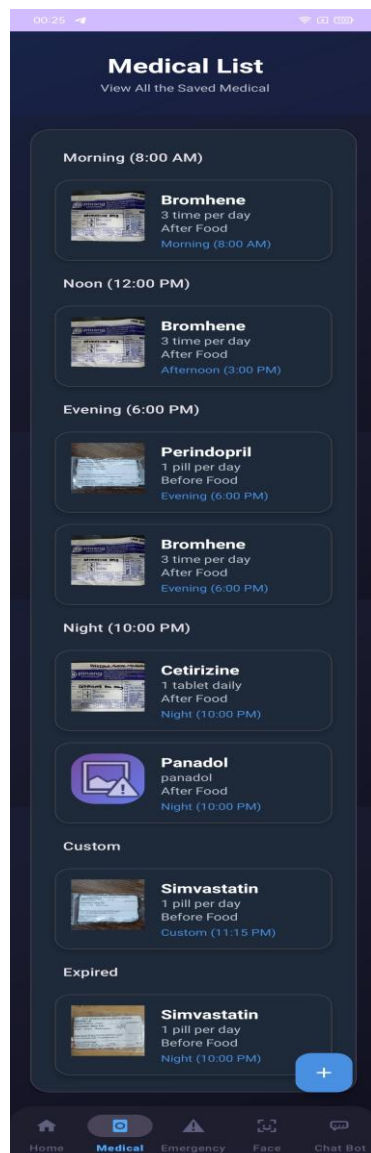 00:25
Medical List
View All the Saved Medical
Morning (8:00 AM)
Bromhene
3 time per day
After Food
Morning (8:00 AM)
Noon (12:00 PM)
Bromhene
3 time per day
After Food
Afternoon (3:00 PM)
Evening (6:00 PM)
Perindopril
1 pill per day
Before Food
Evening (6:00 PM)
Bromhene
3 time per day
After Food
Evening (6:00 PM)
Night (10:00 PM)
Cetirizine
1 tablet daily
After Food
Night (10:00 PM)
Panadol
panadol
After Food
Night (10:00 PM)
Custom
Simvastatin
1 pill per day
Before Food
Custom (11:15 PM)
Expired
Simvastatin
1 pill per day
Before Food
Night (10:00 PM)
+
Home Medical Emergency Face Chat Bot